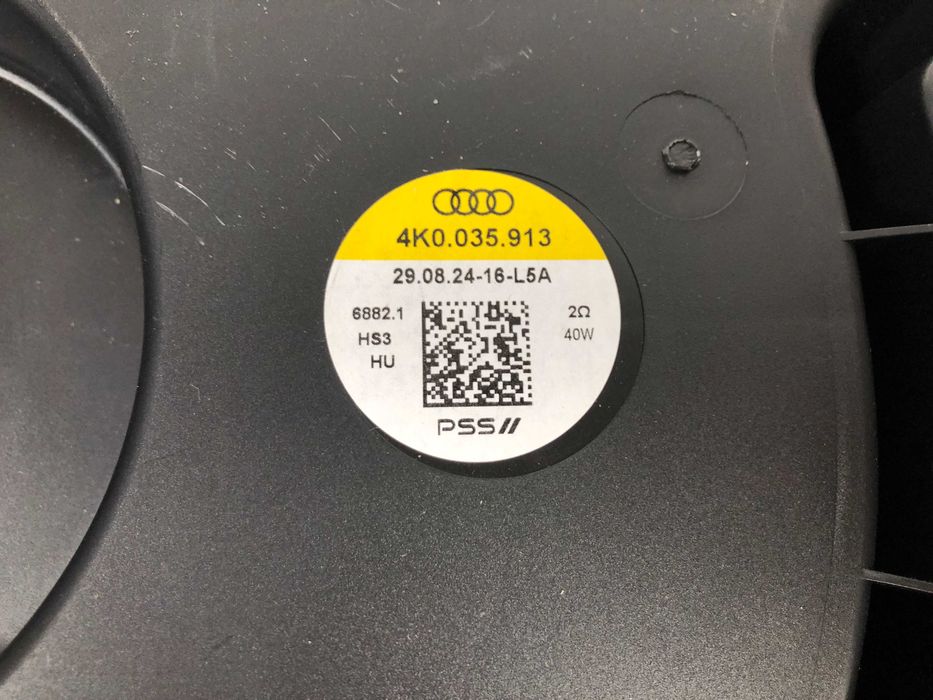 4K0.035.913
29.08.24-16-L5A
6882.1
HS3
HU
2Ω
40W
PSS//